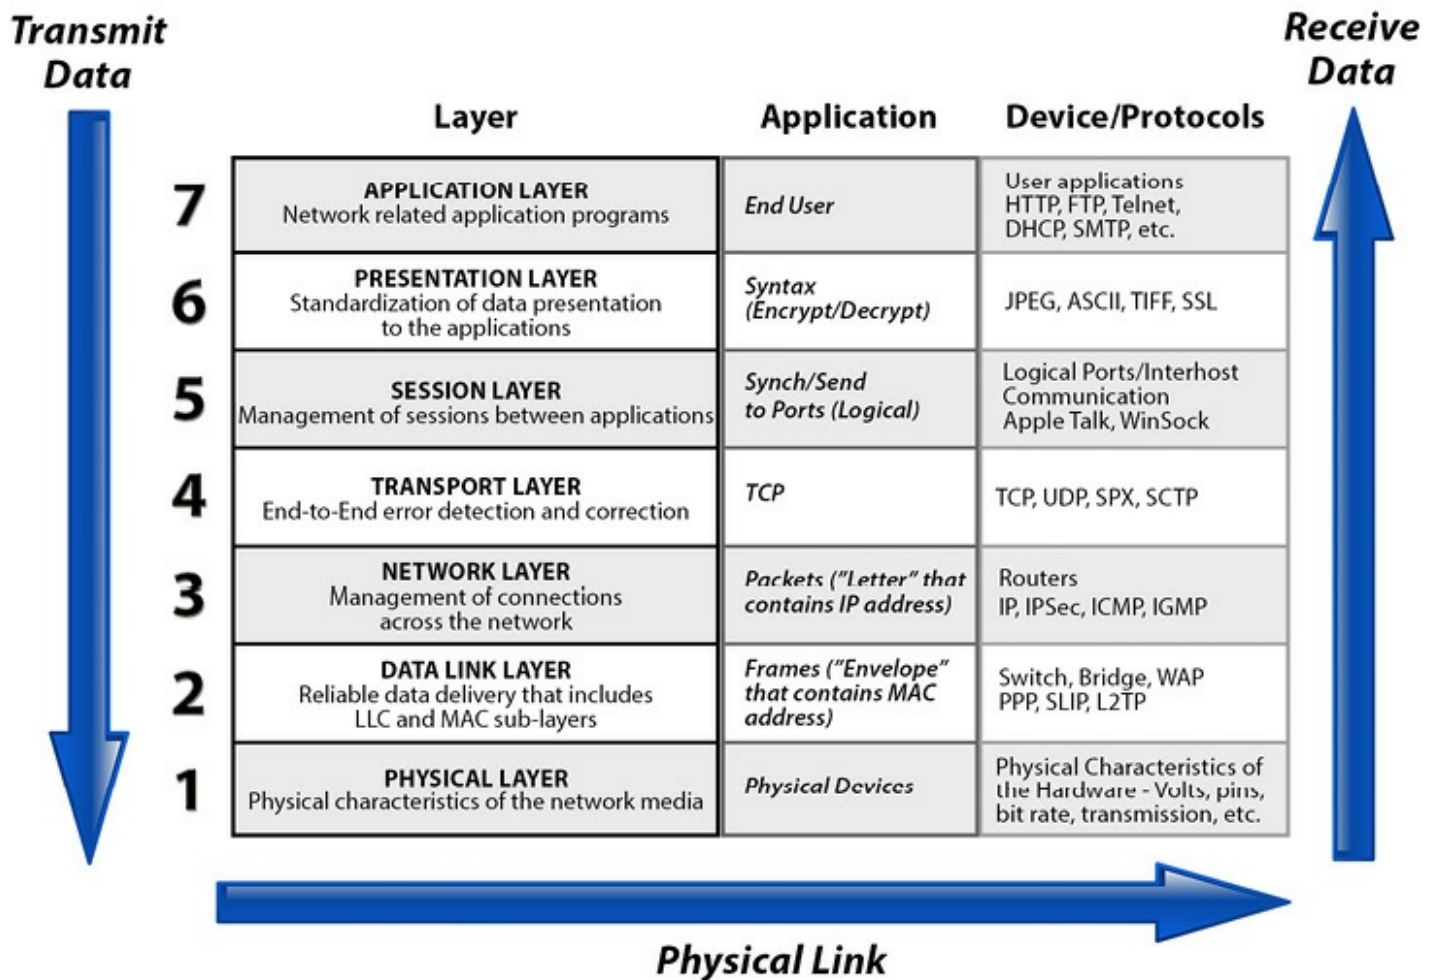 Transmit
Data
Receive
Data
Layer
Application
Device/Protocols
7
APPLICATION LAYER
Network related application programs
End User
User applications
HTTP, FTP, Telnet,
DHCP, SMTP, etc.
6
PRESENTATION LAYER
Standardization of data presentation
to the applications
Syntax
(Encrypt/Decrypt)
JPEG, ASCII, TIFF, SSL
5
SESSION LAYER
Management of sessions between applications
Synch/Send
to Ports (Logical)
Logical Ports/Interhost
Communication
Apple Talk, WinSock
4
TRANSPORT LAYER
End-to-End error detection and correction
TCP
TCP, UDP, SPX, SCTP
3
NETWORK LAYER
Management of connections
across the network
Packets ("Letter" that
contains IP address)
Routers
IP, IPSec, ICMP, IGMP
2
DATA LINK LAYER
Reliable data delivery that includes
LLC and MAC sub-layers
Frames ("Envelope"
that contains MAC
address)
Switch, Bridge, WAP
PPP, SLIP, L2TP
1
PHYSICAL LAYER
Physical characteristics of the network media
Physical Devices
Physical Characteristics of
the Hardware - Volts, pins,
bit rate, transmission, etc.
Physical Link